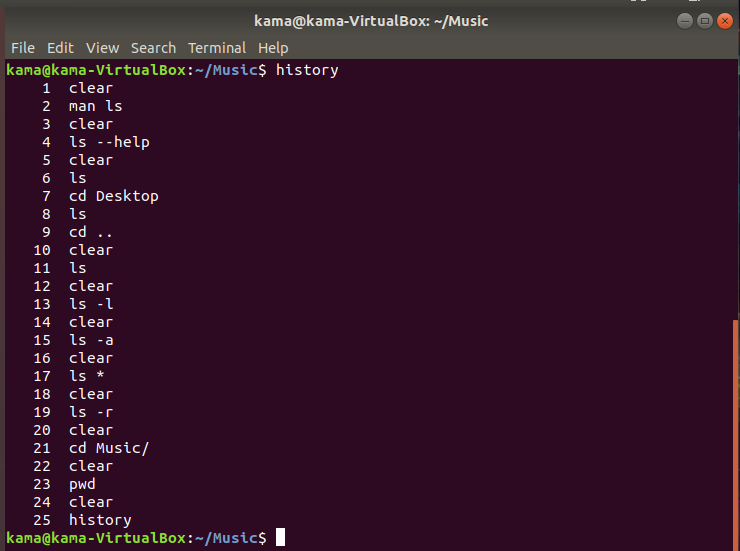 kama@kama-VirtualBox: ~/Music
File Edit View Search Terminal Help
kama@kama-VirtualBox:~/Music$ history
1 clear
2 man ls
3 clear
4 ls --help
5 clear
6 ls
7 cd Desktop
8 ls
9 cd ..
10 clear
11 ls
12 clear
13 ls -l
14 clear
15 ls -a
16 clear
17 ls *
18 clear
19 ls -r
20 clear
21 cd Music/
22 clear
23 pwd
24 clear
25 history
kama@kama-VirtualBox:~/Music$